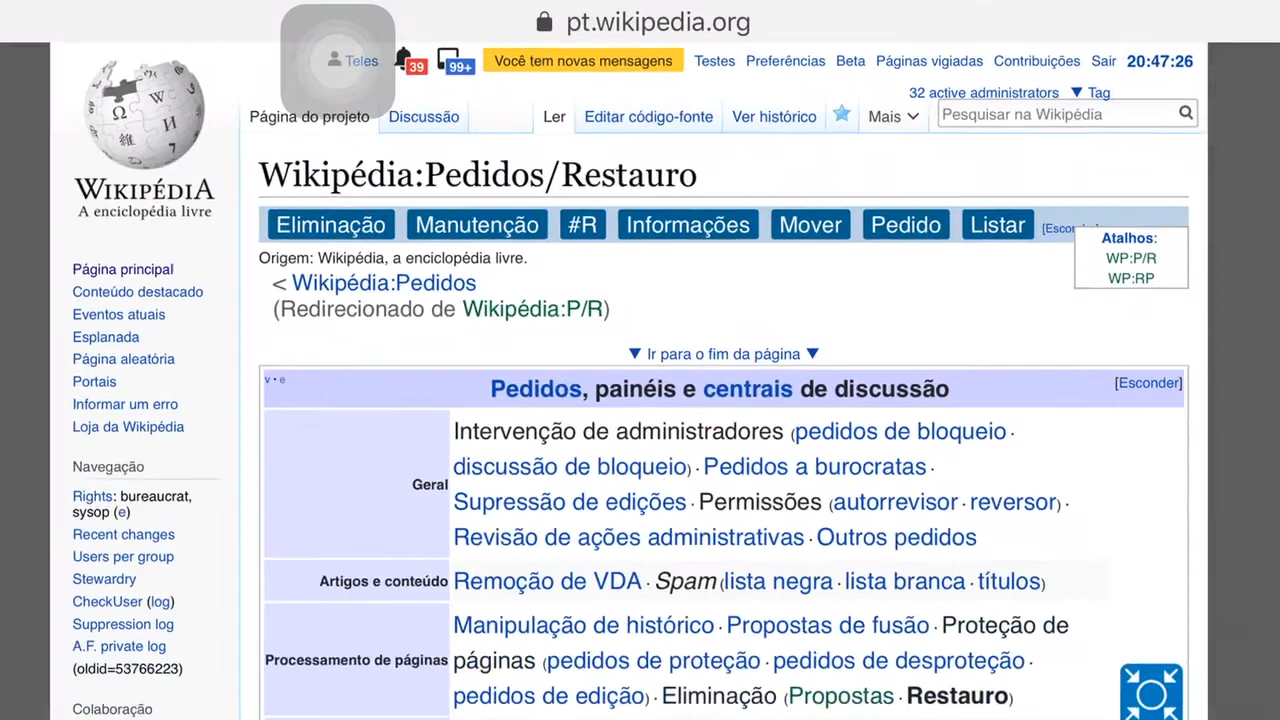 pt.wikipedia.org
Teles 39 99+ Você tem novas mensagens Testes Preferências Beta Páginas vigiadas Contribuições Sair 20:47:26
32 active administrators ▼ Tag
Página do projeto Discussão Ler Editar código-fonte Ver histórico Mais Pesquisar na Wikipédia
WIKIPÉDIA
A enciclopédia livre
Wikipédia:Pedidos/Restauro
Eliminação Manutenção #R Informações Mover Pedido Listar
Atalhos:
WP:P/R
WP:RP
Origem: Wikipédia, a enciclopédia livre.
< Wikipédia:Pedidos
(Redirecionado de Wikipédia:P/R)
▼ Ir para o fim da página ▼
Página principal
Conteúdo destacado
Eventos atuais
Esplanada
Página aleatória
Portais
Informar um erro
Loja da Wikipédia
Navegação
Rights: bureaucrat,
sysop (e)
Recent changes
Users per group
Stewardry
CheckUser (log)
Suppression log
A.F. private log
(oldid=53766223)
Colaboração
v • e Pedidos, painéis e centrais de discussão [Esconder]
Geral
Intervenção de administradores (pedidos de bloqueio ·
discussão de bloqueio) · Pedidos a burocratas ·
Supressão de edições · Permissões (autorrevisor · reversor) ·
Revisão de ações administrativas · Outros pedidos
Artigos e conteúdo Remoção de VDA · Spam (lista negra · lista branca · títulos)
Processamento de páginas
Manipulação de histórico · Propostas de fusão · Proteção de
páginas (pedidos de proteção · pedidos de desproteção ·
pedidos de edição) · Eliminação (Propostas · Restauro)